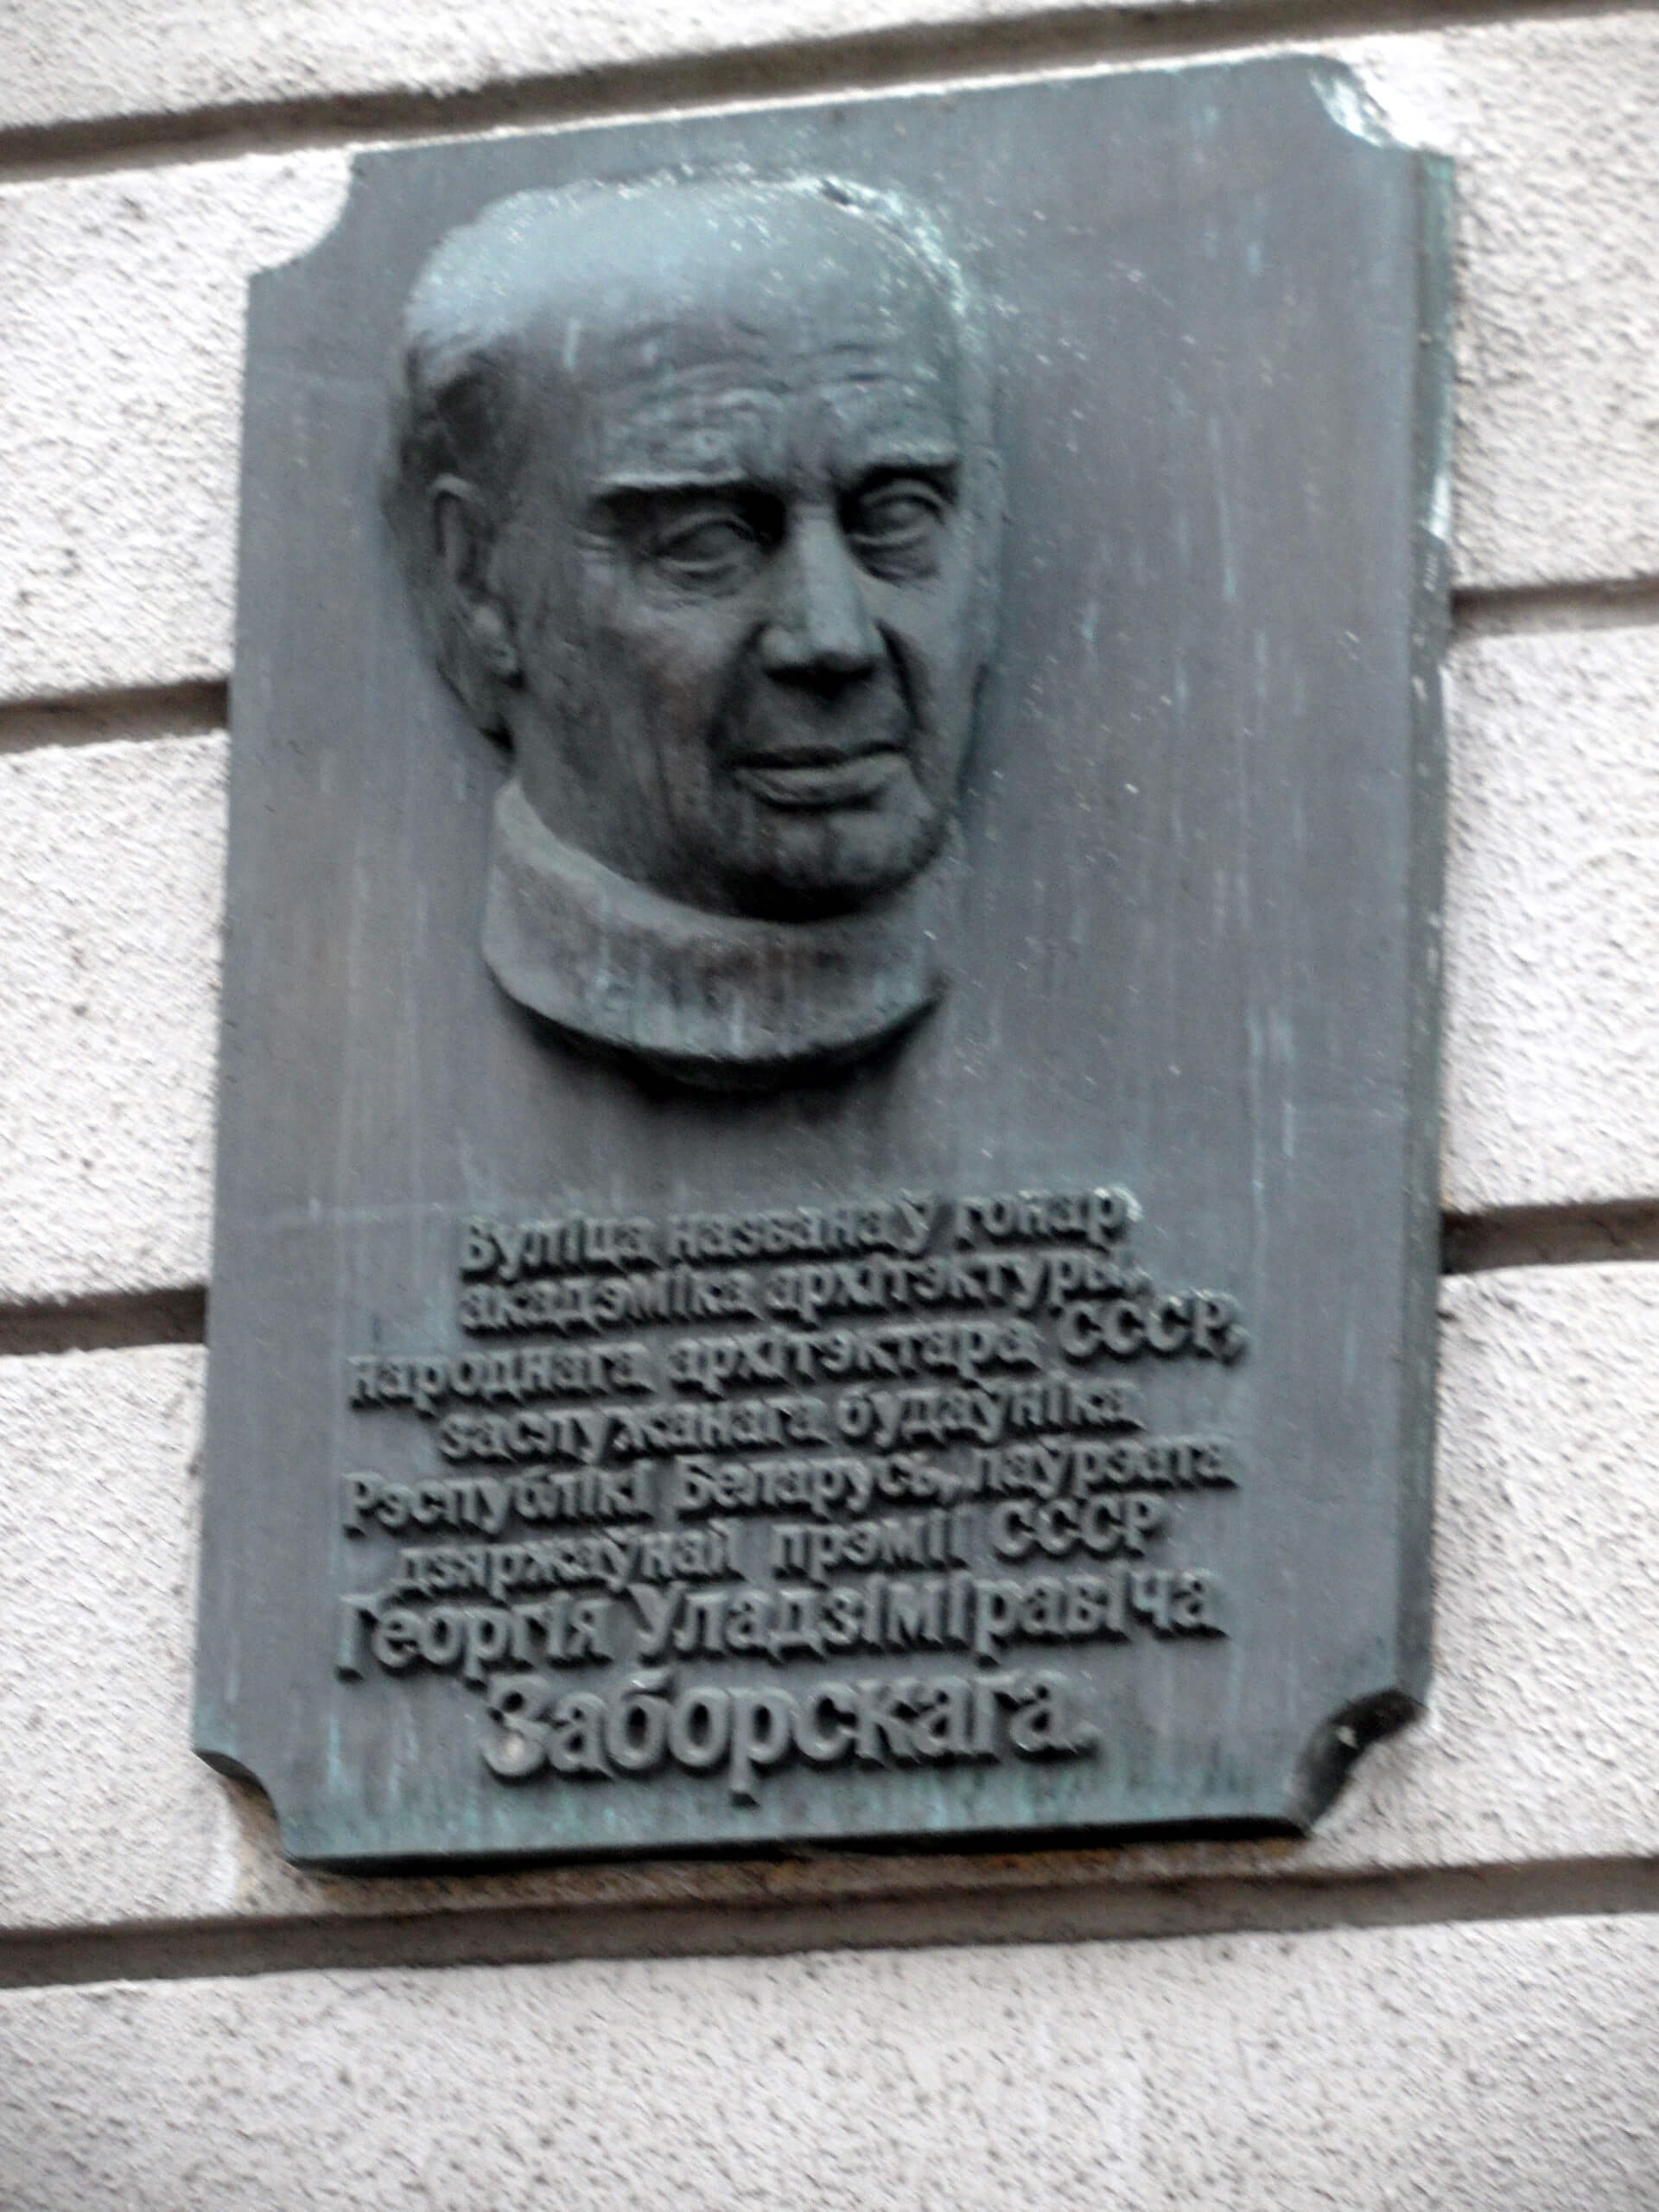 Вуліца названа ў гонар
акадэміка архітэктуры,
народнага архітэктара СССР,
заслужанага будаўніка
Рэспублікі Беларусь, лаўрэата
дзяржаўнай прэміі СССР
Георгія Уладзіміравіча
Заборскага.